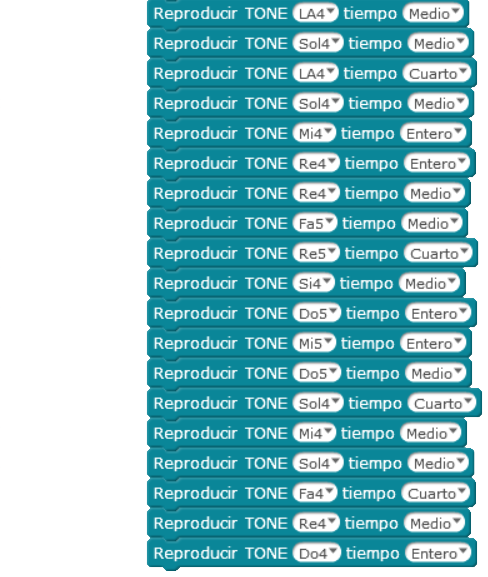 Reproducir TONE LA4 tiempo Medio
Reproducir TONE Sol4 tiempo Medio
Reproducir TONE LA4 tiempo Cuarto
Reproducir TONE Sol4 tiempo Medio
Reproducir TONE Mi4 tiempo Entero
Reproducir TONE Re4 tiempo Entero
Reproducir TONE Re4 tiempo Medio
Reproducir TONE Fa5 tiempo Medio
Reproducir TONE Re5 tiempo Cuarto
Reproducir TONE Si4 tiempo Medio
Reproducir TONE Do5 tiempo Entero
Reproducir TONE Mi5 tiempo Entero
Reproducir TONE Do5 tiempo Medio
Reproducir TONE Sol4 tiempo Cuarto
Reproducir TONE Mi4 tiempo Medio
Reproducir TONE Sol4 tiempo Medio
Reproducir TONE Fa4 tiempo Cuarto
Reproducir TONE Re4 tiempo Medio
Reproducir TONE Do4 tiempo Entero